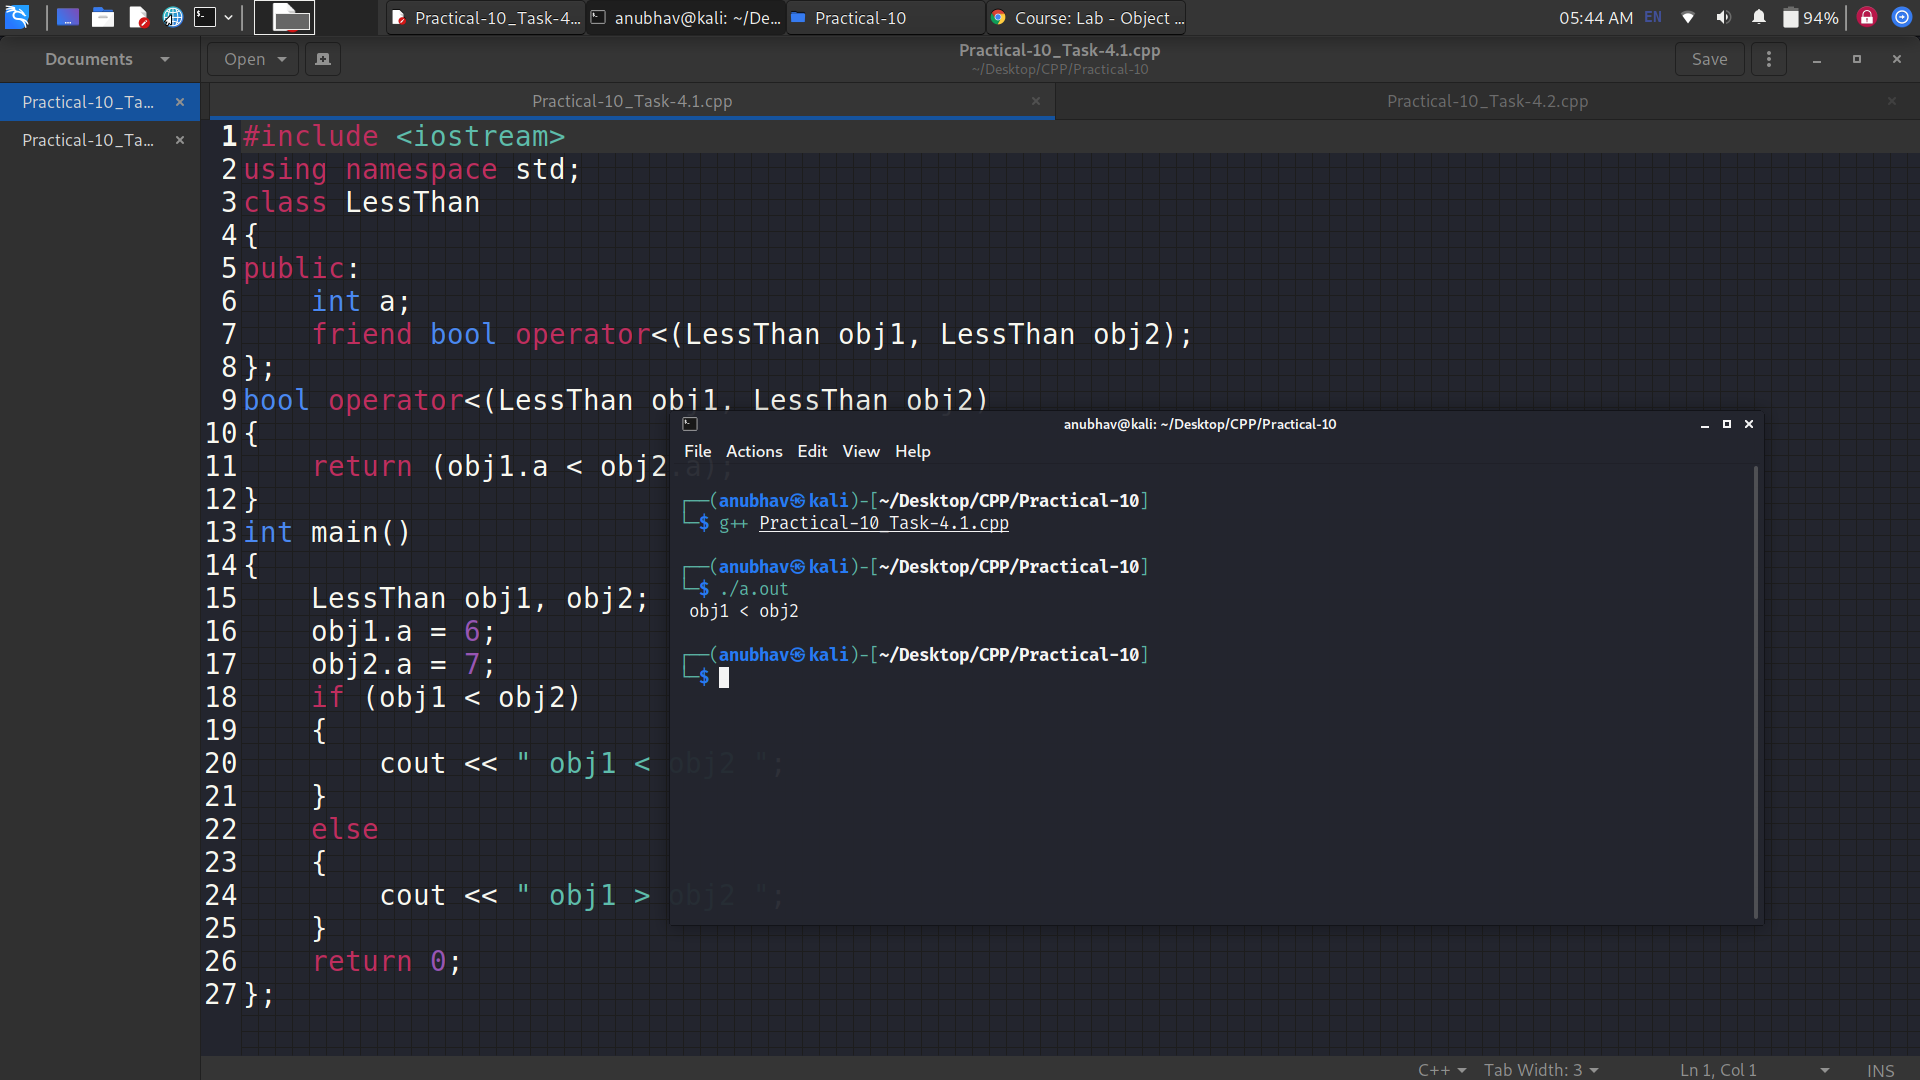 Practical-10_Task-4...
anubhav@kali: ~/De...
Practical-10
Course: Lab - Object ...
05:44 AM
EN
94%
Documents
Open
Practical-10_Task-4.1.cpp
~/Desktop/CPP/Practical-10
Save
Practical-10_Ta...
Practical-10_Ta...
Practical-10_Task-4.1.cpp
Practical-10_Task-4.2.cpp
1 #include <iostream>
2 using namespace std;
3 class LessThan
4 {
5 public:
6     int a;
7     friend bool operator<(LessThan obj1, LessThan obj2);
8 };
9 bool operator<(LessThan obj1, LessThan obj2)
10 {
11     return (obj1.a < obj2.a);
12 }
13 int main()
14 {
15     LessThan obj1, obj2;
16     obj1.a = 6;
17     obj2.a = 7;
18     if (obj1 < obj2)
19     {
20         cout << " obj1 < obj2 ";
21     }
22     else
23     {
24         cout << " obj1 > obj2 ";
25     }
26     return 0;
27 };
anubhav@kali: ~/Desktop/CPP/Practical-10
File Actions Edit View Help
┌──(anubhav㉿kali)-[~/Desktop/CPP/Practical-10]
└─$ g++ Practical-10_Task-4.1.cpp
┌──(anubhav㉿kali)-[~/Desktop/CPP/Practical-10]
└─$ ./a.out
obj1 < obj2
┌──(anubhav㉿kali)-[~/Desktop/CPP/Practical-10]
└─$
C++
Tab Width: 3
Ln 1, Col 1
INS